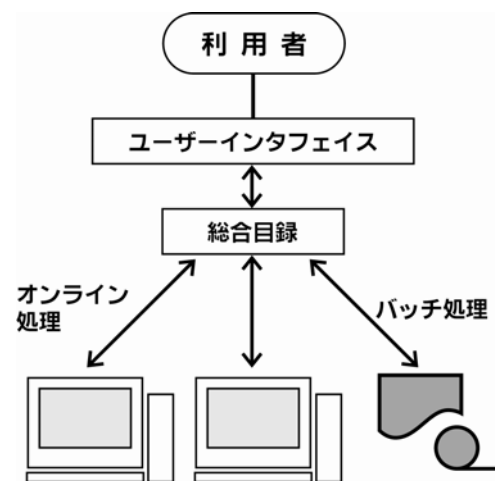 利用者
ユーザーインタフェイス
総合目録
オンライン
処理
バッチ処理